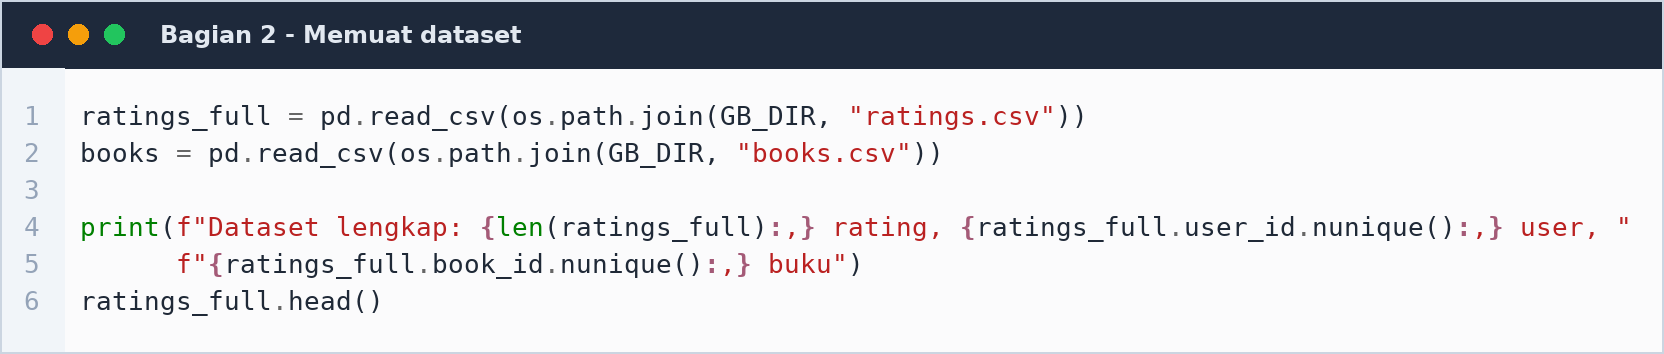 Bagian 2 - Memuat dataset
1 ratings_full = pd.read_csv(os.path.join(GB_DIR, "ratings.csv"))
2 books = pd.read_csv(os.path.join(GB_DIR, "books.csv"))
3
4 print(f"Dataset lengkap: {len(ratings_full):,} rating, {ratings_full.user_id.nunique():,} user, "
5       f"{ratings_full.book_id.nunique():,} buku")
6 ratings_full.head()